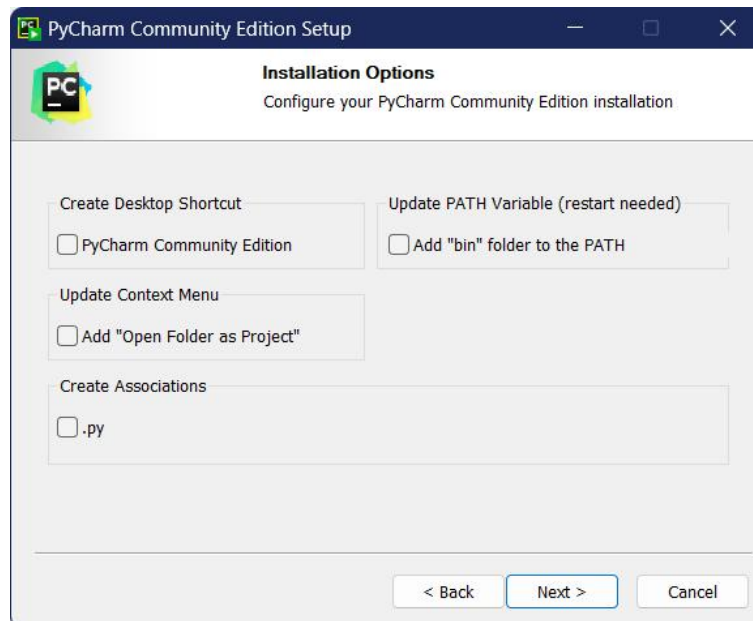 PyCharm Community Edition Setup
PC
Installation Options
Configure your PyCharm Community Edition installation
Create Desktop Shortcut
PyCharm Community Edition
Update PATH Variable (restart needed)
Add "bin" folder to the PATH
Update Context Menu
Add "Open Folder as Project"
Create Associations
.py
< Back
Next >
Cancel